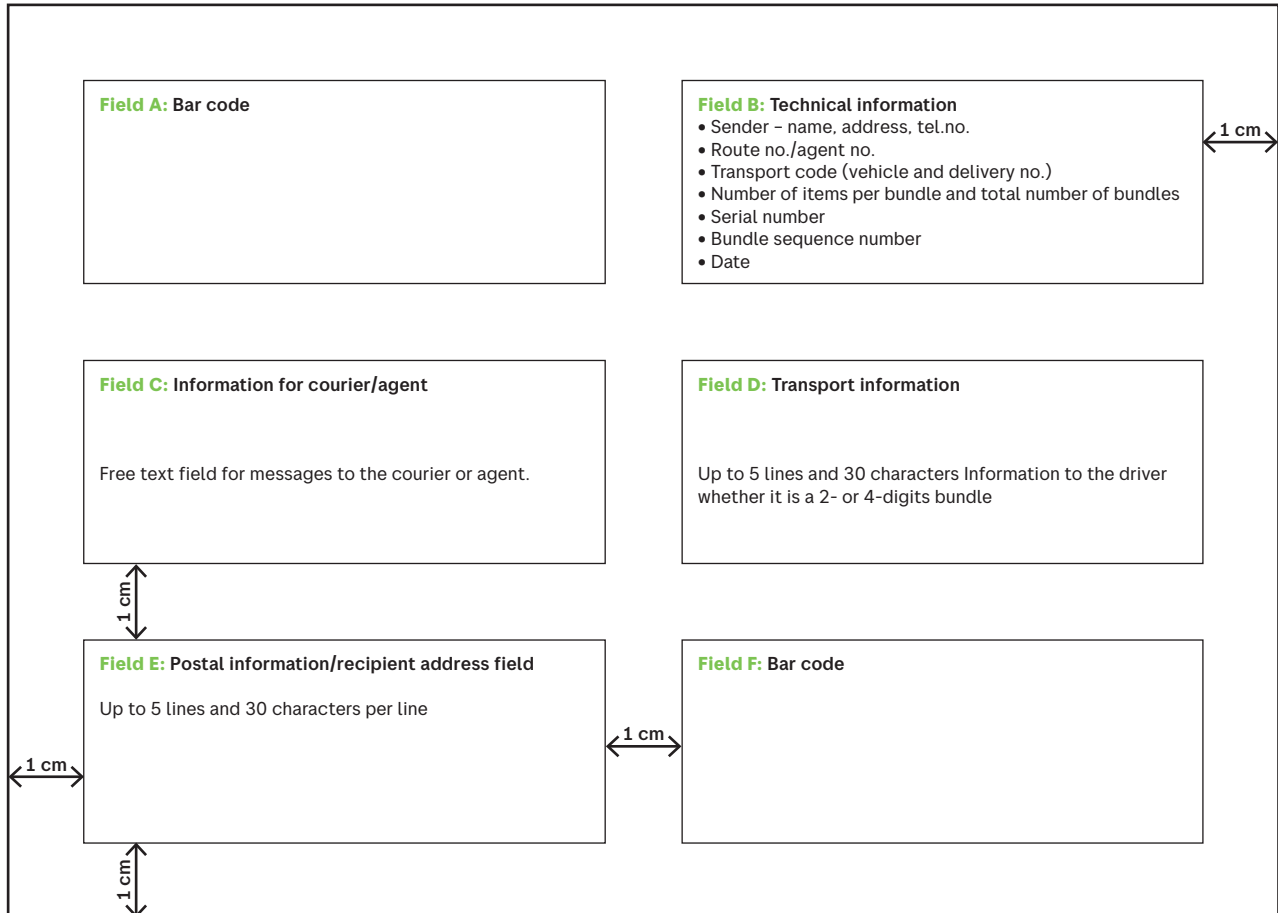 Field A: Bar code
Field B: Technical information
• Sender – name, address, tel.no.
• Route no./agent no.
• Transport code (vehicle and delivery no.)
• Number of items per bundle and total number of bundles
• Serial number
• Bundle sequence number
• Date
1 cm
Field C: Information for courier/agent
Free text field for messages to the courier or agent.
Field D: Transport information
Up to 5 lines and 30 characters Information to the driver
whether it is a 2- or 4-digits bundle
1 cm
Field E: Postal information/recipient address field
Up to 5 lines and 30 characters per line
Field F: Bar code
1 cm
1 cm
1 cm